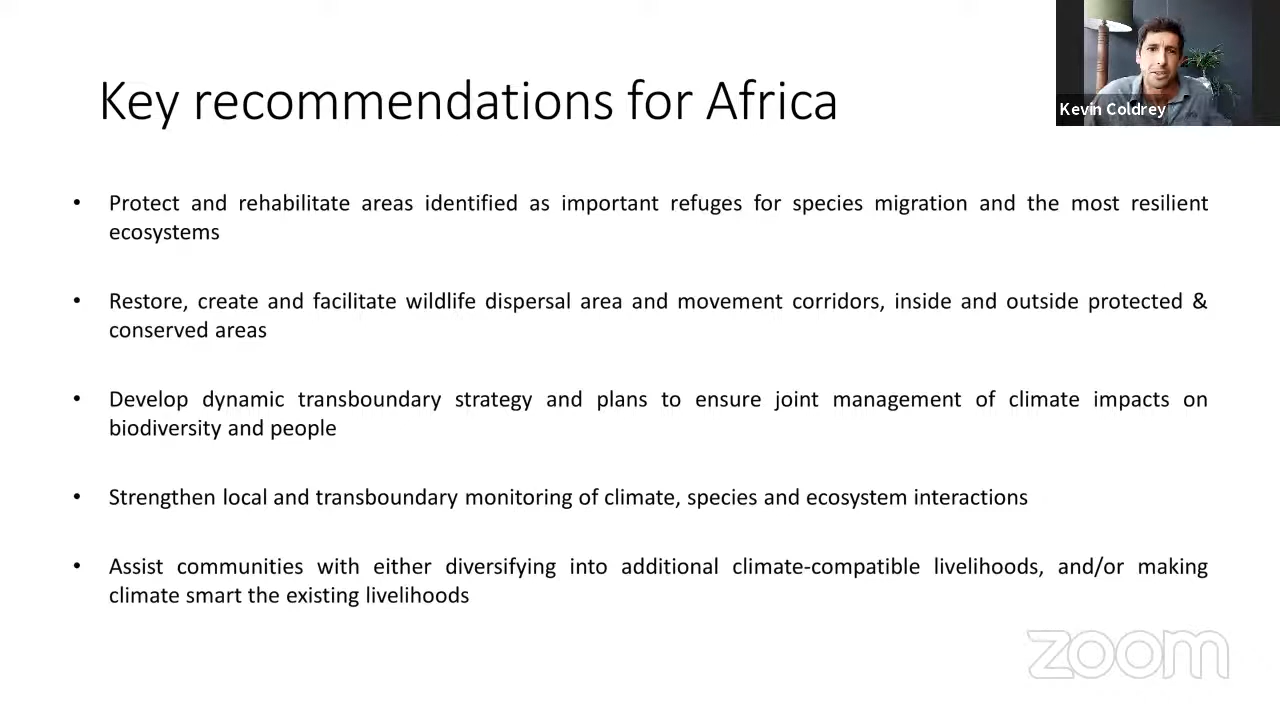 Key recommendations for Africa
Kevin Coldrey
• Protect and rehabilitate areas identified as important refuges for species migration and the most resilient
ecosystems
• Restore, create and facilitate wildlife dispersal area and movement corridors, inside and outside protected &
conserved areas
• Develop dynamic transboundary strategy and plans to ensure joint management of climate impacts on
biodiversity and people
• Strengthen local and transboundary monitoring of climate, species and ecosystem interactions
• Assist communities with either diversifying into additional climate-compatible livelihoods, and/or making
climate smart the existing livelihoods
zoom